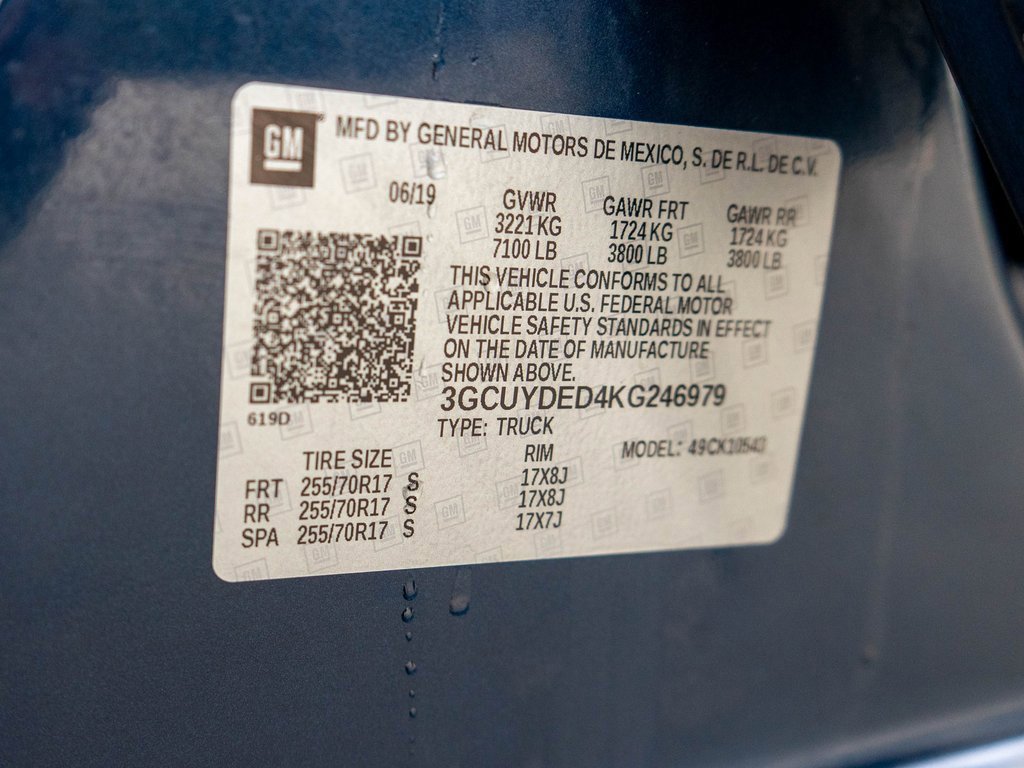 GM MFD BY GENERAL MOTORS DE MEXICO, S. DE R.L. DE C.V.
06/19
GVWR GAWR FRT GAWR RR
3221 KG 1724 KG 1724 KG
7100 LB 3800 LB 3800 LB
THIS VEHICLE CONFORMS TO ALL
APPLICABLE U.S. FEDERAL MOTOR
VEHICLE SAFETY STANDARDS IN EFFECT
ON THE DATE OF MANUFACTURE
SHOWN ABOVE.
3GCUYDED4KG246979
619D
TYPE: TRUCK
MODEL:
TIRE SIZE RIM
FRT 255/70R17 S 17X8J
RR 255/70R17 S 17X8J
SPA 255/70R17 S 17X7J